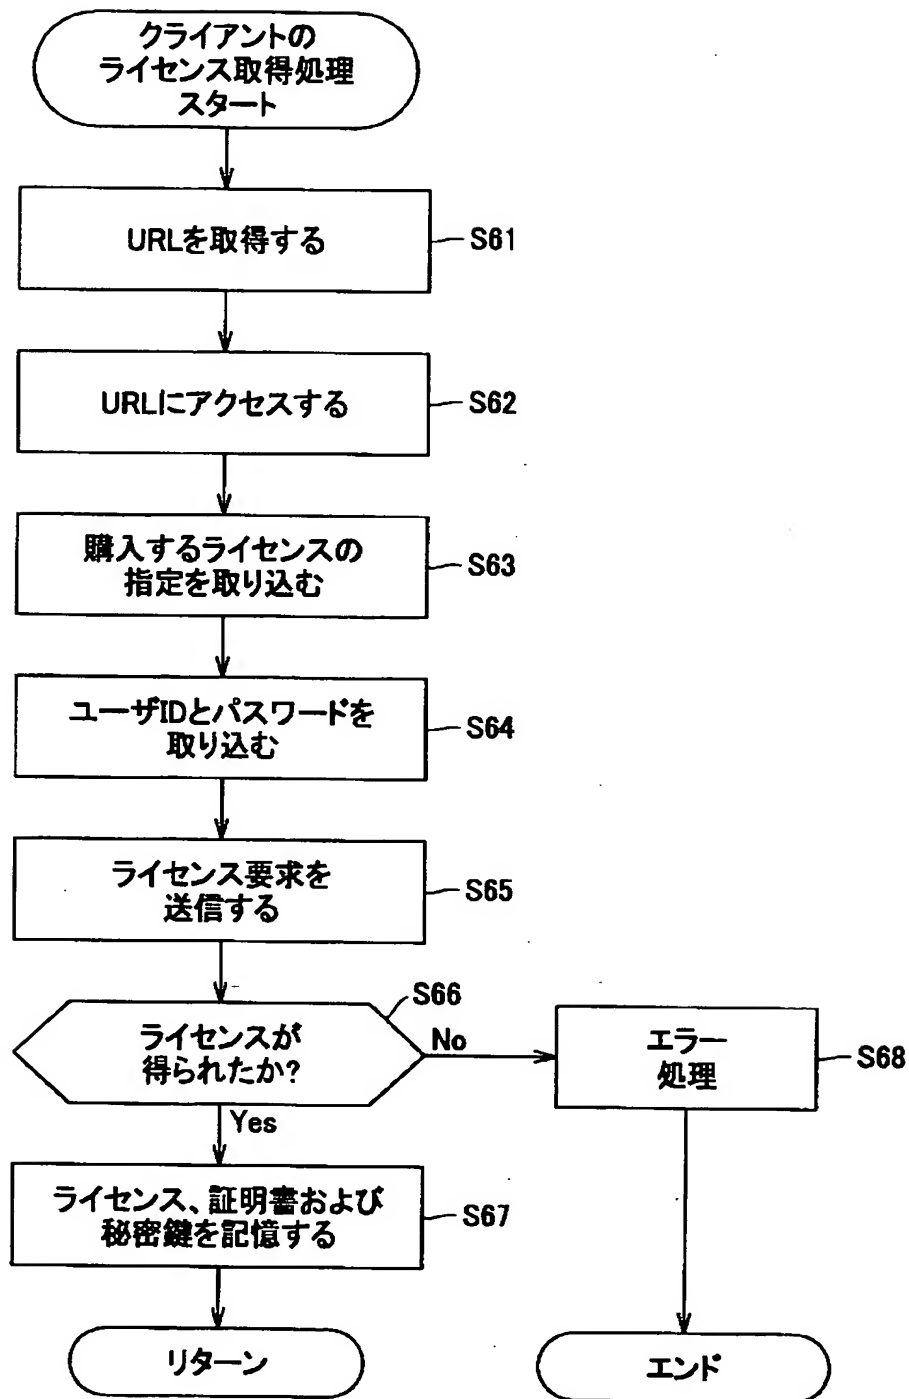 クライアントの
ライセンス取得処理
スタート
URLを取得する
S61
URLにアクセスする
S62
購入するライセンスの
指定を取り込む
S63
ユーザIDとパスワードを
取り込む
S64
ライセンス要求を
送信する
S65
S66
ライセンスが
得られたか?
No
エラー
処理
S68
Yes
ライセンス、証明書および
秘密鍵を記憶する
S67
リターン
エンド